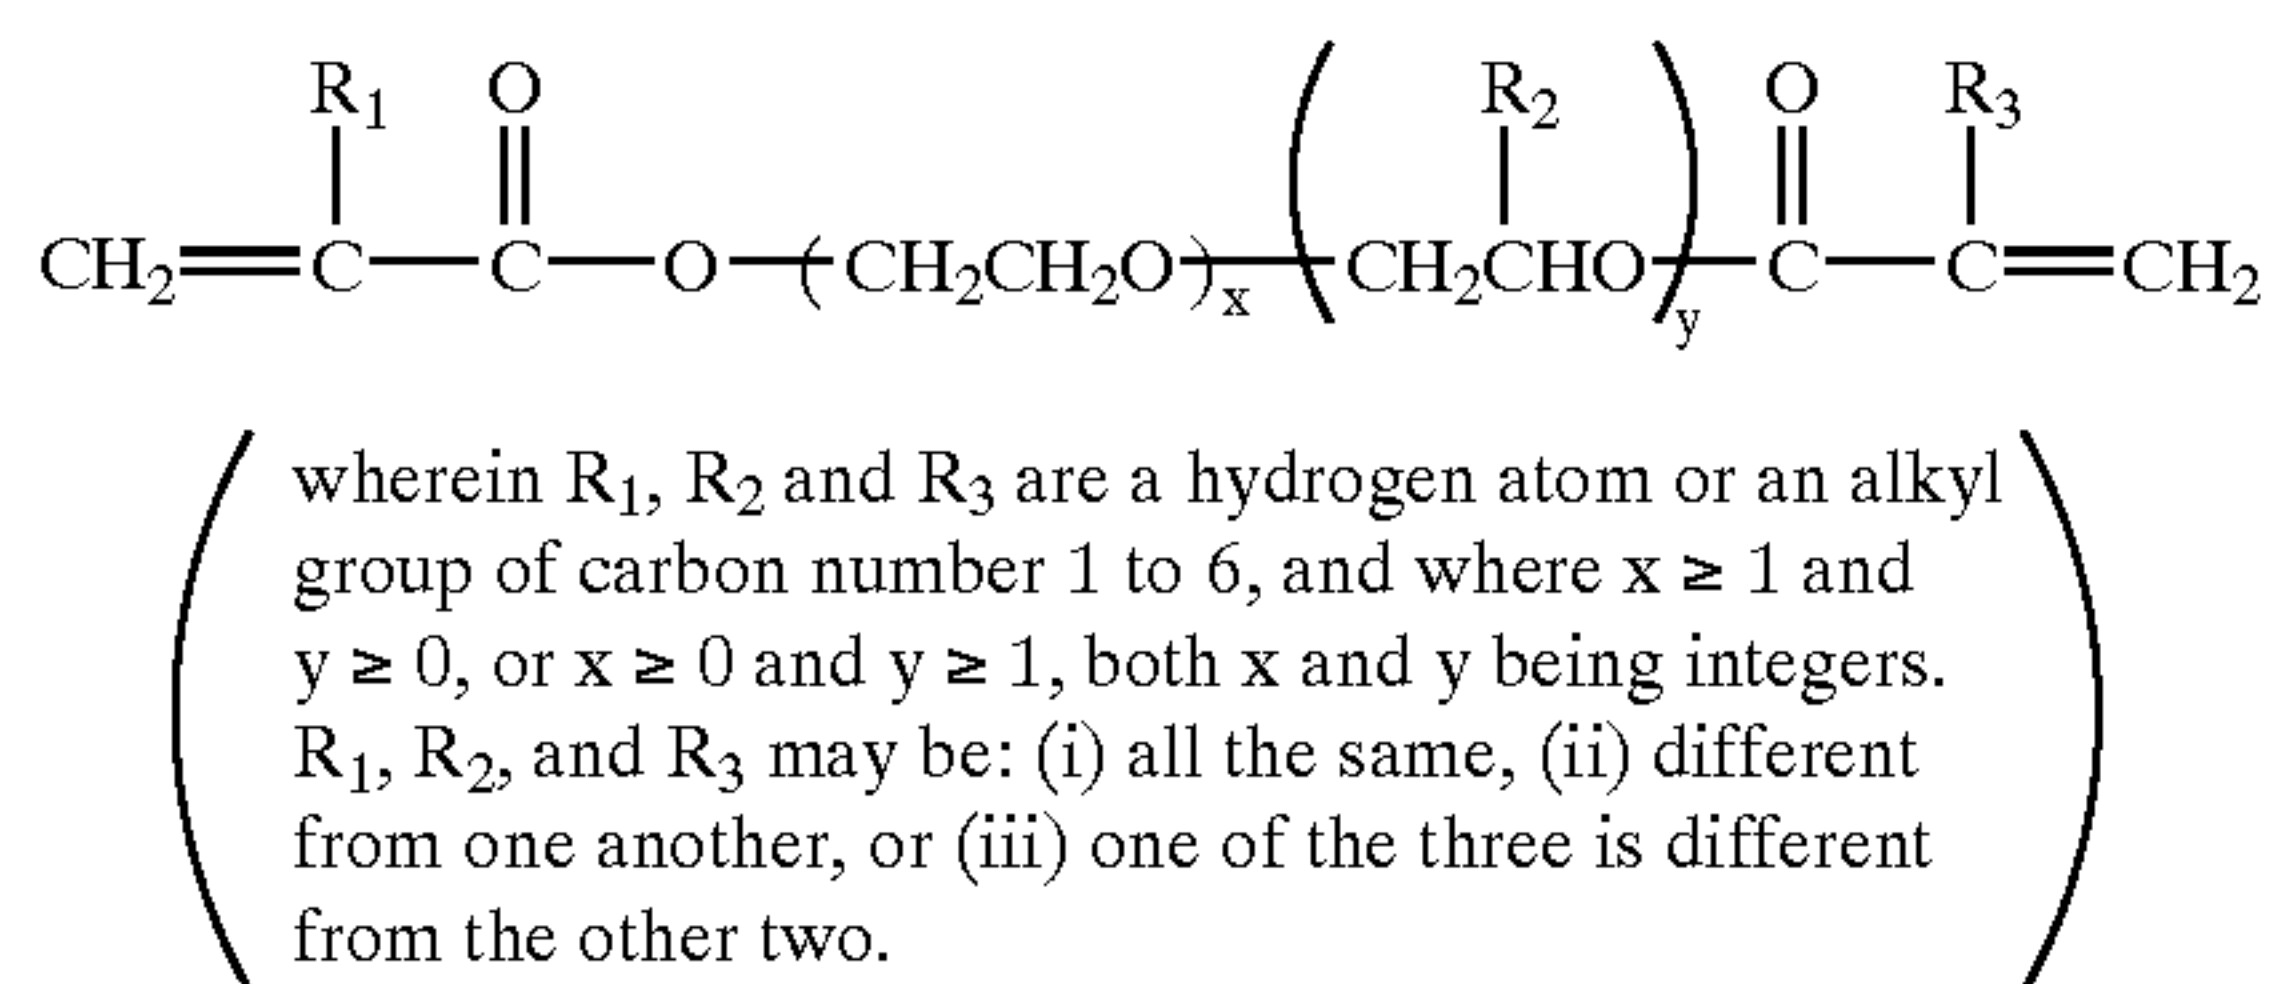 R1 O R2 O R3
CH2=C—C—O—(CH2CH2O)x—(CH2CHO)y—C—C=CH2
wherein R1, R2 and R3 are a hydrogen atom or an alkyl
group of carbon number 1 to 6, and where x ≥ 1 and
y ≥ 0, or x ≥ 0 and y ≥ 1, both x and y being integers.
R1, R2, and R3 may be: (i) all the same, (ii) different
from one another, or (iii) one of the three is different
from the other two.